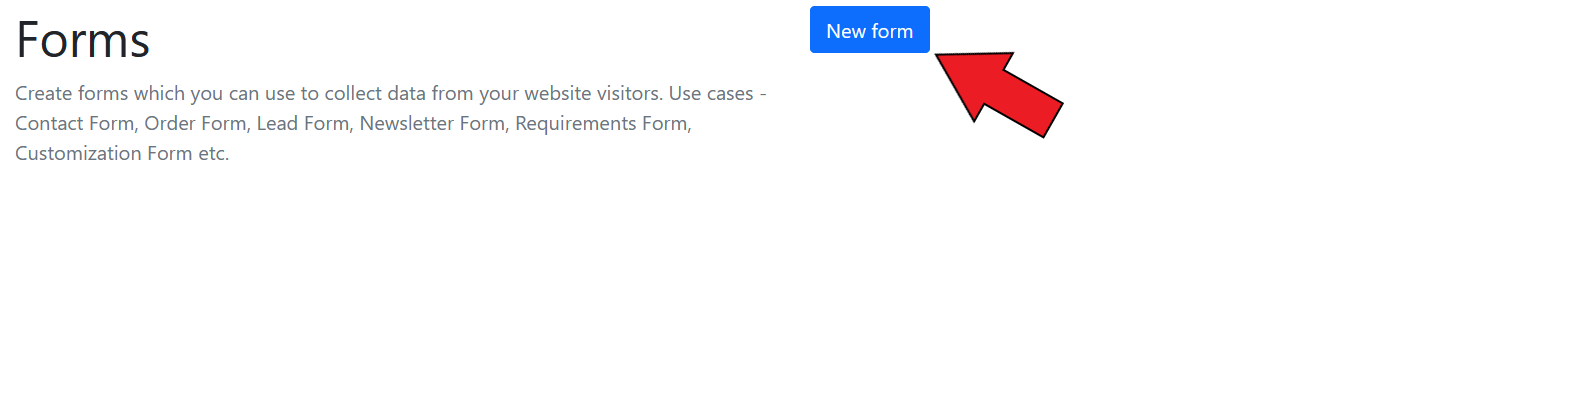 Forms
New form
Create forms which you can use to collect data from your website visitors. Use cases -
Contact Form, Order Form, Lead Form, Newsletter Form, Requirements Form,
Customization Form etc.